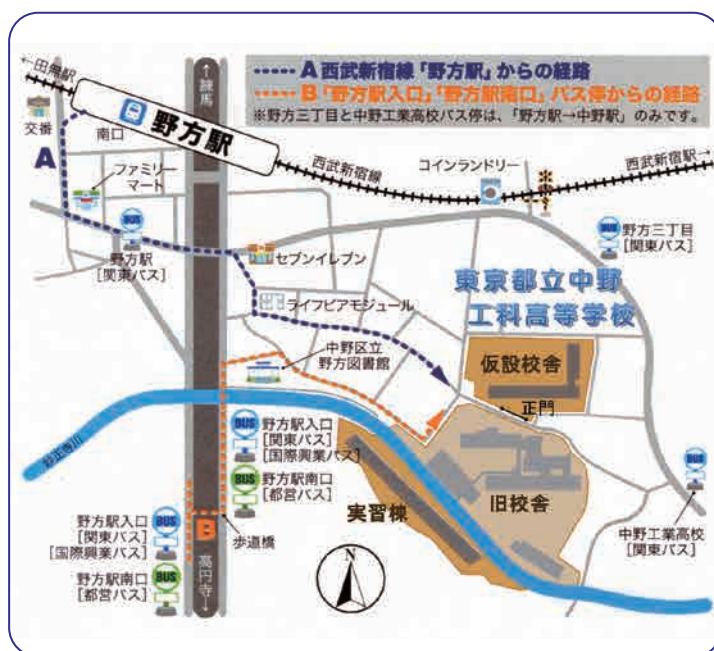 A 西武新宿線「野方駅」からの経路
B「野方駅入口」「野方駅南口」バス停からの経路
※野方三丁目と中野工業高校バス停は、「野方駅→中野駅」のみです。
←田無駅
交番
南口
野方駅
↑練馬
A
ファミリー
マート
西武新宿線
コインランドリー
西武新宿駅→
BUS
野方駅
[関東バス]
セブンイレブン
BUS
野方三丁目
[関東バス]
東京都立中野
工科高等学校
ライフピアモジュール
中野区立
野方図書館
仮設校舎
正門
BUS
野方駅入口
[関東バス]
[国際興業バス]
BUS
野方駅南口
[都営バス]
旧校舎
実習棟
BUS
中野工業高校
[関東バス]
BUS
野方駅入口
[関東バス]
[国際興業バス]
B
歩道橋
BUS
野方駅南口
[都営バス]
高円寺↓
N